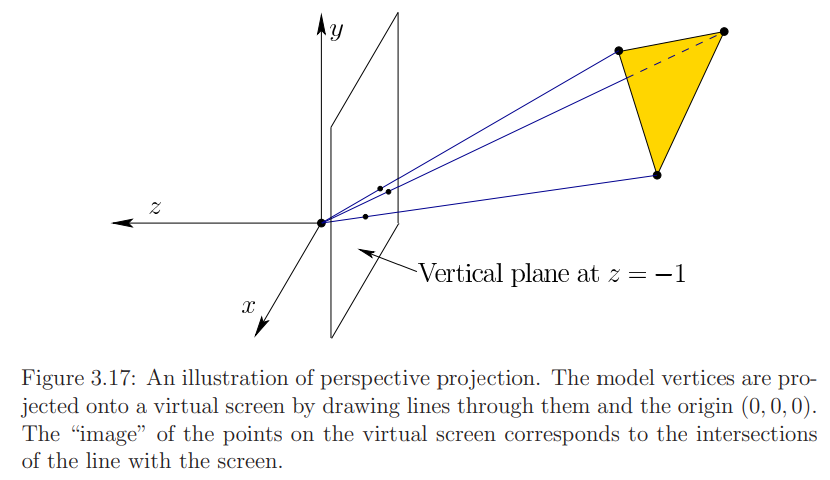 y
z
Vertical plane at z = −1
x
Figure 3.17: An illustration of perspective projection. The model vertices are pro-
jected onto a virtual screen by drawing lines through them and the origin (0, 0, 0).
The “image” of the points on the virtual screen corresponds to the intersections
of the line with the screen.